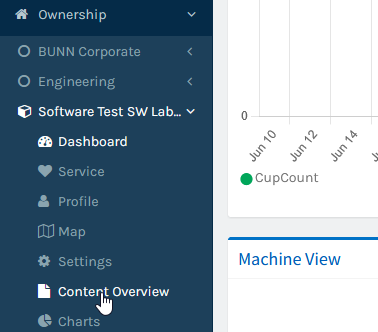 Ownership
BUNN Corporate
Engineering
Software Test SW Lab...
Dashboard
Service
Profile
Map
Settings
Content Overview
Charts
0
Jun 10
Jun 12
Jun 14
CupCount
Machine View